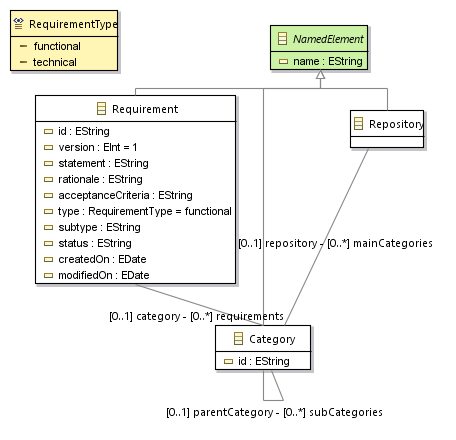 RequirementType
functional
technical
NamedElement
name : EString
Requirement
id : EString
version : EInt = 1
statement : EString
rationale : EString
acceptanceCriteria : EString
type : RequirementType = functional
subtype : EString
status : EString
createdOn : EDate
modifiedOn : EDate
Repository
[0..1] repository - [0..*] mainCategories
[0..1] category - [0..*] requirements
Category
id : EString
[0..1] parentCategory - [0..*] subCategories